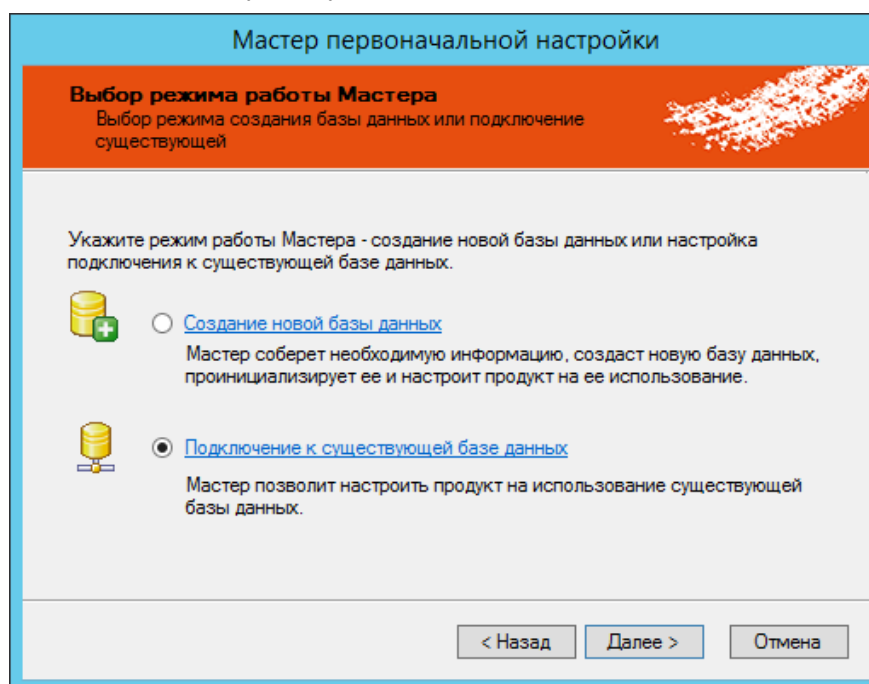 Мастер первоначальной настройки
Выбор режима работы Мастера
Выбор режима создания базы данных или подключение
существующей
Укажите режим работы Мастера - создание новой базы данных или настройка
подключения к существующей базе данных.
Создание новой базы данных
Мастер соберет необходимую информацию, создаст новую базу данных,
проинициализирует ее и настроит продукт на ее использование.
Подключение к существующей базе данных
Мастер позволит настроить продукт на использование существующей
базы данных.
< Назад Далее > Отмена